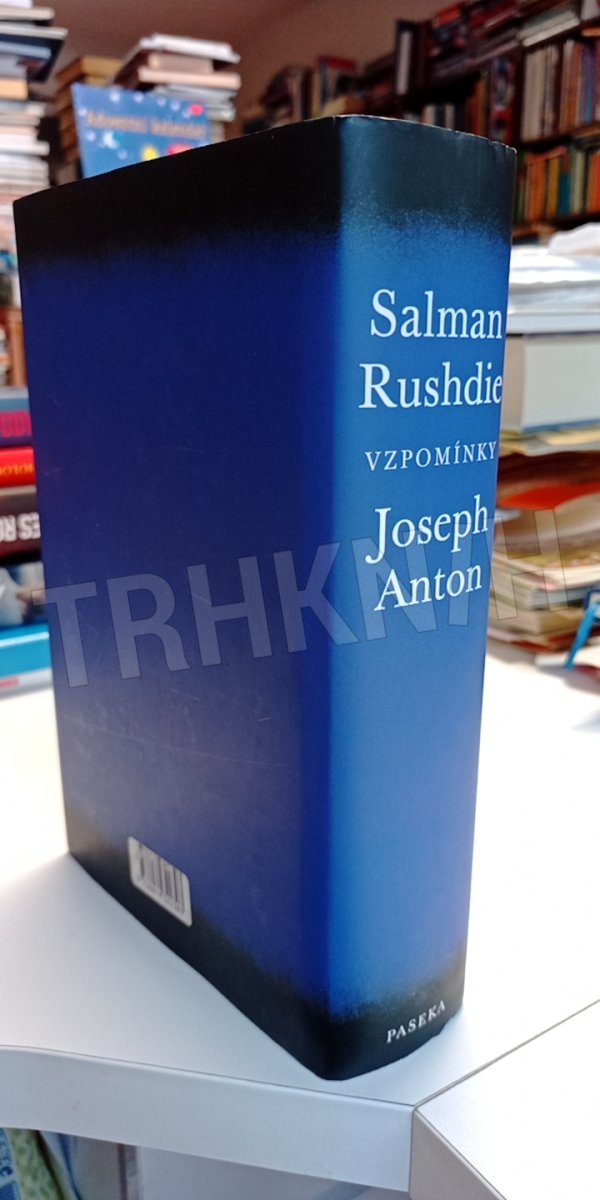 Salman
Rushdie
VZPOMÍNKY
Joseph
Anton
TRHKNIH
PASEKA